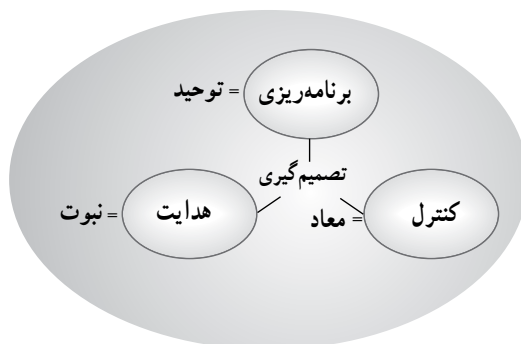 برنامه‌ریزی = توحید
تصمیم‌گیری
کنترل = معاد
هدایت = نبوت